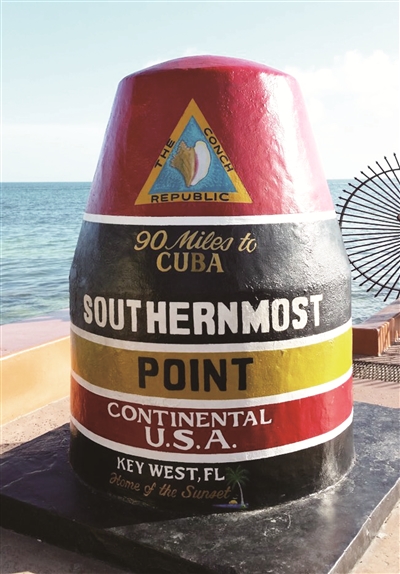 THE CONCH
REPUBLIC
90 Miles to
CUBA
SOUTHERNMOST
POINT
CONTINENTAL
U.S.A.
KEY WEST, FL
Home of the Sunset